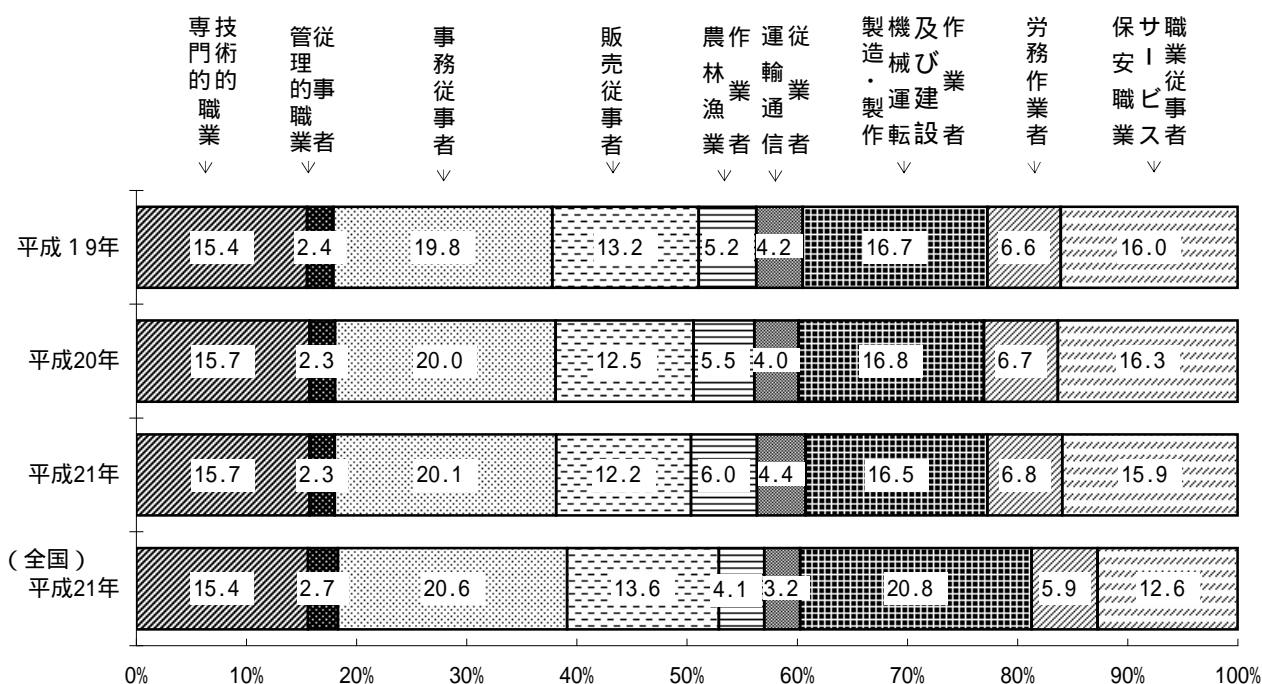 専門的
技術的
職業
管理的職業
従事者
事務従事者
販売従事者
農林漁業
作業者
運輸通信
従業者
製造・製作
機械運転
及び建設
作業者
労務作業者
保安職業
サービス
職業従事者
平成１９年 15.4 2.4 19.8 13.2 5.2 4.2 16.7 6.6 16.0
平成20年 15.7 2.3 20.0 12.5 5.5 4.0 16.8 6.7 16.3
平成21年 15.7 2.3 20.1 12.2 6.0 4.4 16.5 6.8 15.9
（全国）
平成21年 15.4 2.7 20.6 13.6 4.1 3.2 20.8 5.9 12.6
0% 10% 20% 30% 40% 50% 60% 70% 80% 90% 100%